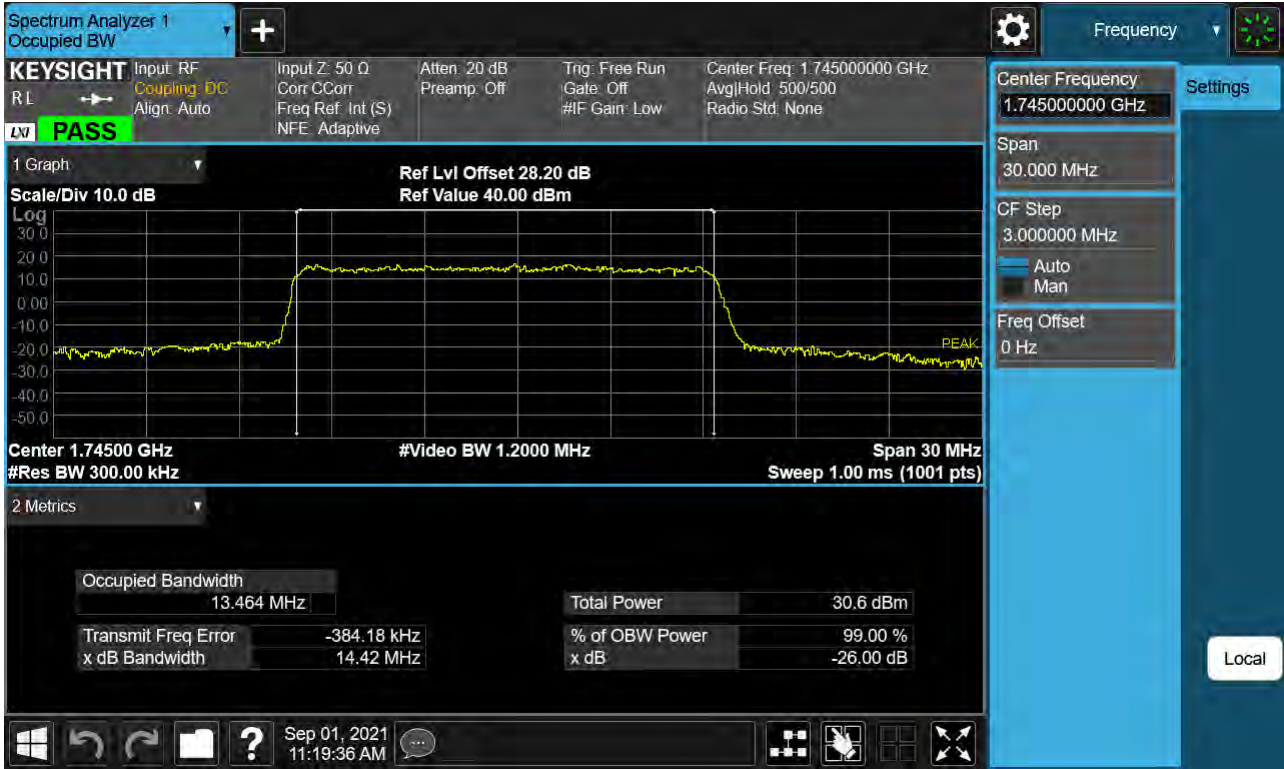 Spectrum Analyzer 1
Occupied BW
Frequency
KEYSIGHT
R L
LXI PASS
Input: RF
Coupling: DC
Align: Auto
Input Z: 50 Ω
Corr CCorr
Freq Ref: Int (S)
NFE: Adaptive
Atten: 20 dB
Preamp: Off
Trig: Free Run
Gate: Off
#IF Gain: Low
Center Freq: 1.745000000 GHz
Avg|Hold: 500/500
Radio Std: None
1 Graph
Scale/Div 10.0 dB
Ref Lvl Offset 28.20 dB
Ref Value 40.00 dBm
Log
30.0
20.0
10.0
0.00
-10.0
-20.0
-30.0
-40.0
-50.0
PEAK
Center 1.74500 GHz
#Res BW 300.00 kHz
#Video BW 1.2000 MHz
Span 30 MHz
Sweep 1.00 ms (1001 pts)
2 Metrics
Occupied Bandwidth
13.464 MHz
Transmit Freq Error -384.18 kHz
x dB Bandwidth 14.42 MHz
Total Power 30.6 dBm
% of OBW Power 99.00 %
x dB -26.00 dB
?
Sep 01, 2021
11:19:36 AM
Center Frequency
1.745000000 GHz
Span
30.000 MHz
CF Step
3.000000 MHz
Auto
Man
Freq Offset
0 Hz
Settings
Local